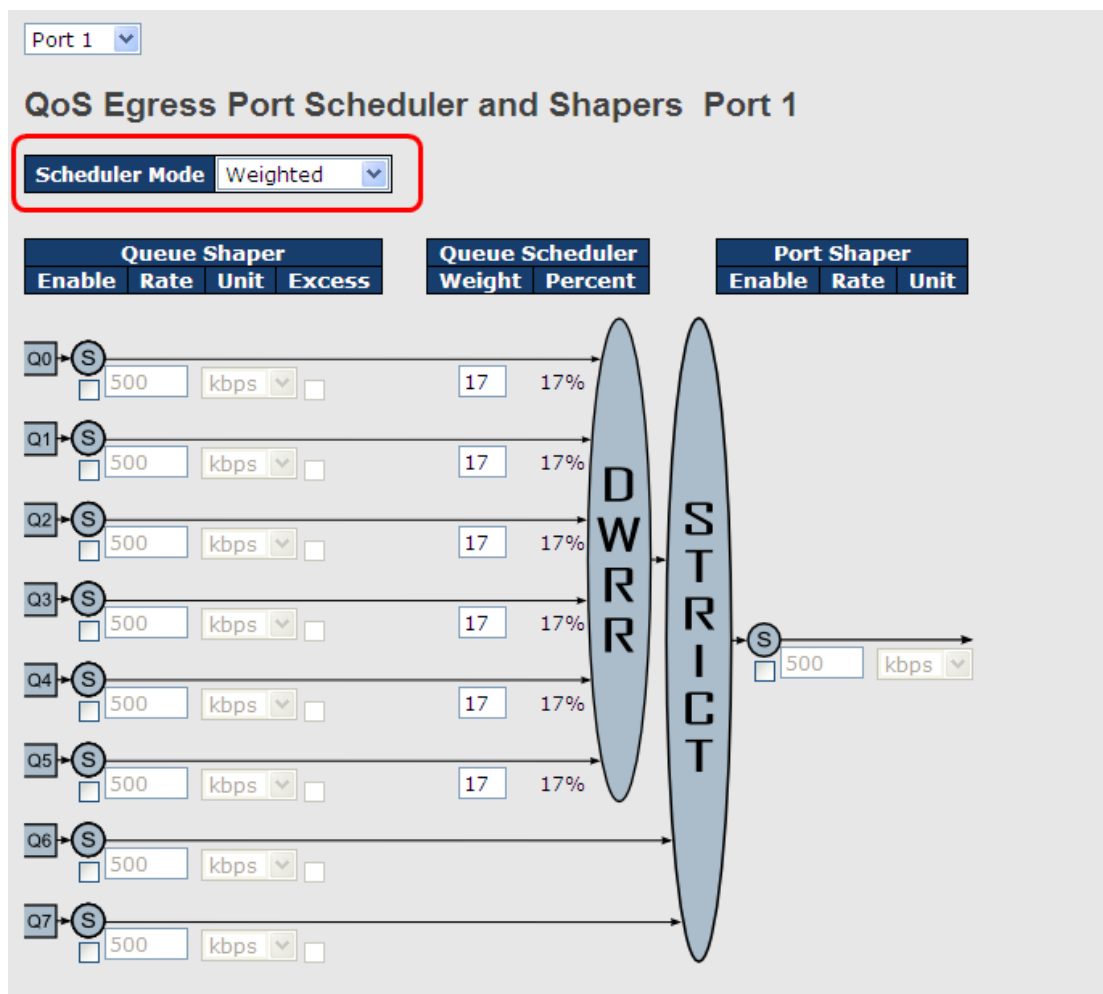 Port 1
QoS Egress Port Scheduler and Shapers Port 1
Scheduler Mode Weighted
Queue Shaper Queue Scheduler Port Shaper
Enable Rate Unit Excess Weight Percent Enable Rate Unit
Q0 S
500 kbps 17 17%
Q1 S
500 kbps 17 17%
Q2 S
500 kbps 17 17%
Q3 S
500 kbps 17 17%
Q4 S
500 kbps 17 17%
Q5 S
500 kbps 17 17%
Q6 S
500 kbps
Q7 S
500 kbps
DWRR
STRICT
S
500 kbps